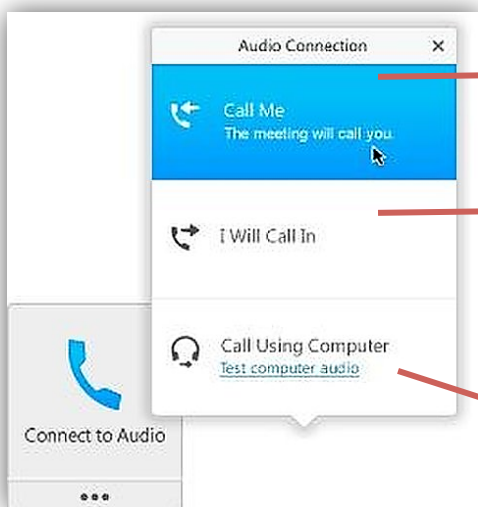 Audio Connection ×
Call Me
The meeting will call you.
I Will Call In
Call Using Computer
Test computer audio
Connect to Audio